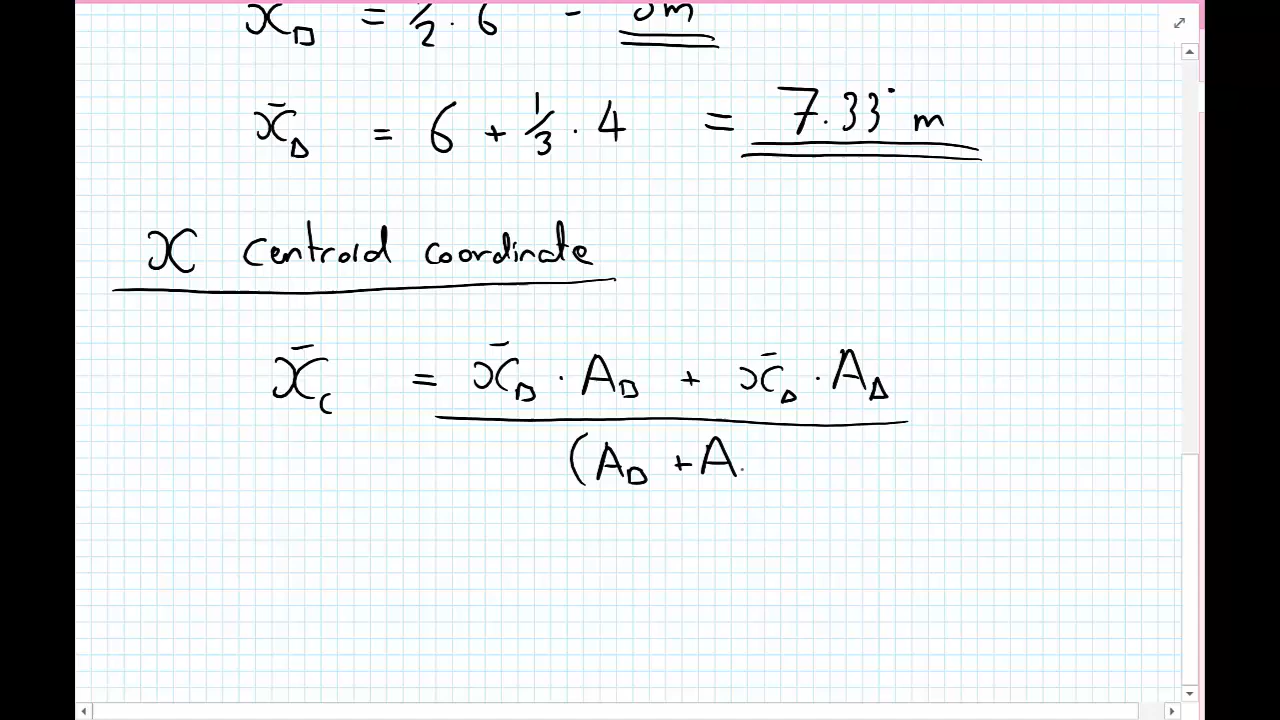 x□ = 1/2 · 6 = 3m
x̄△ = 6 + 1/3 · 4 = 7.33̇ m
x centroid coordinate
x̄c = x̄□ · A□ + x̄△ · A△
(A□ + A